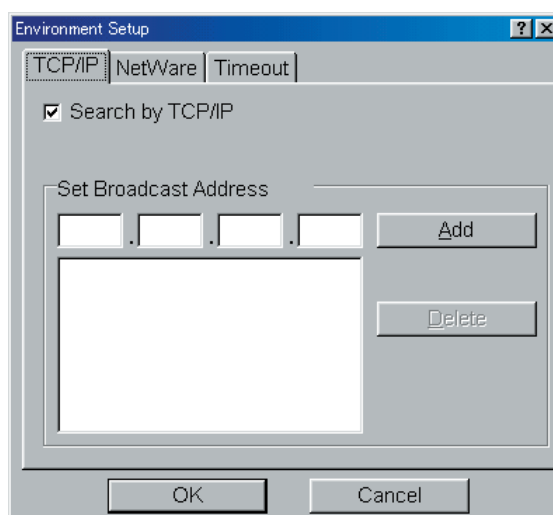 Environment Setup
TCP/IP NetWare Timeout
Search by TCP/IP
Set Broadcast Address
. . .
Add
Delete
OK Cancel